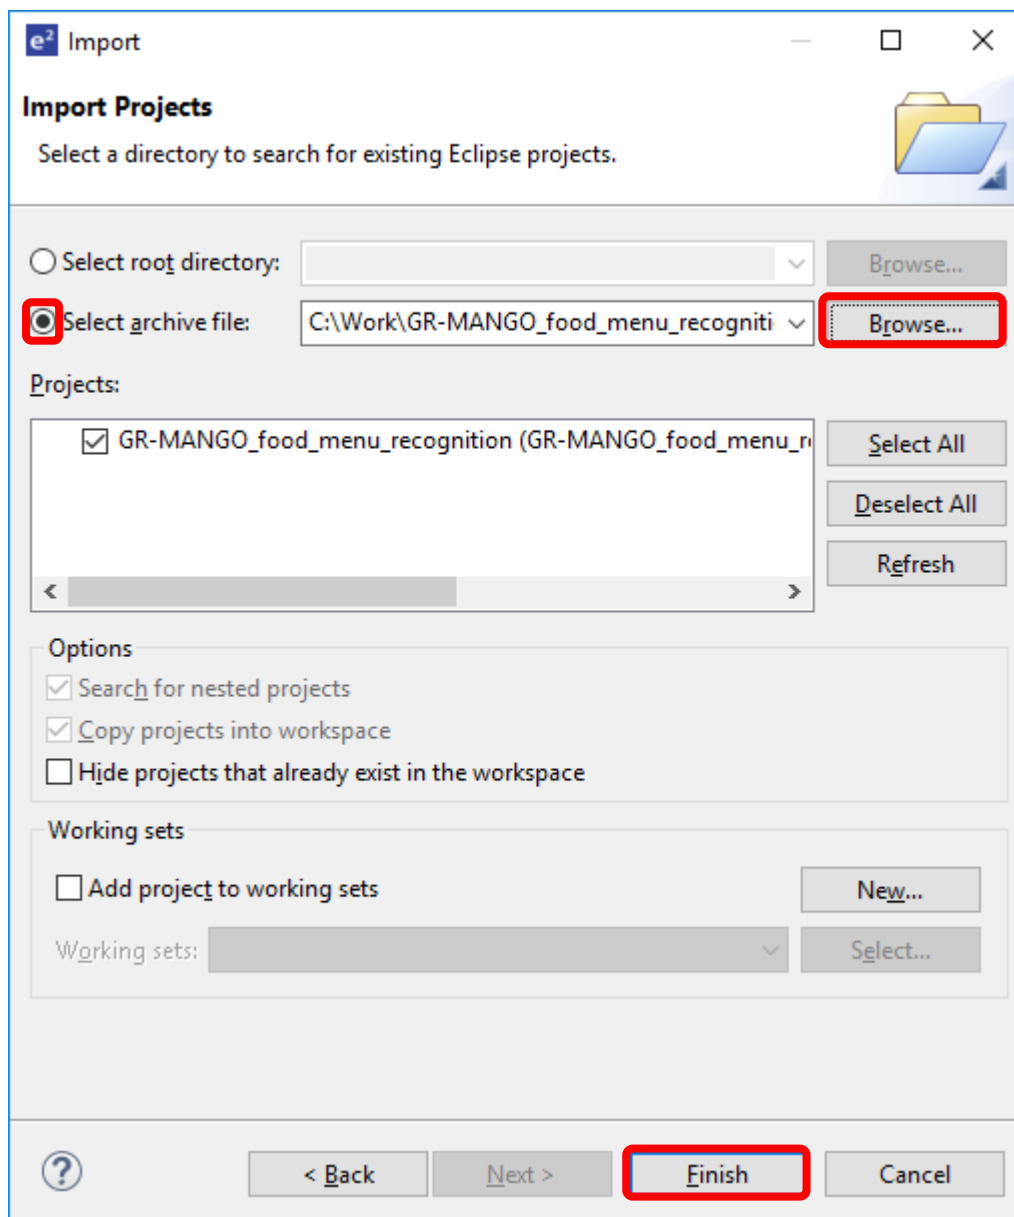 e² Import
Import Projects
Select a directory to search for existing Eclipse projects.
Select root directory: Browse...
Select archive file: C:\Work\GR-MANGO_food_menu_recogniti Browse...
Projects:
GR-MANGO_food_menu_recognition (GR-MANGO_food_menu_re
Select All
Deselect All
Refresh
Options
Search for nested projects
Copy projects into workspace
Hide projects that already exist in the workspace
Working sets
Add project to working sets New...
Working sets: Select...
? < Back Next > Finish Cancel